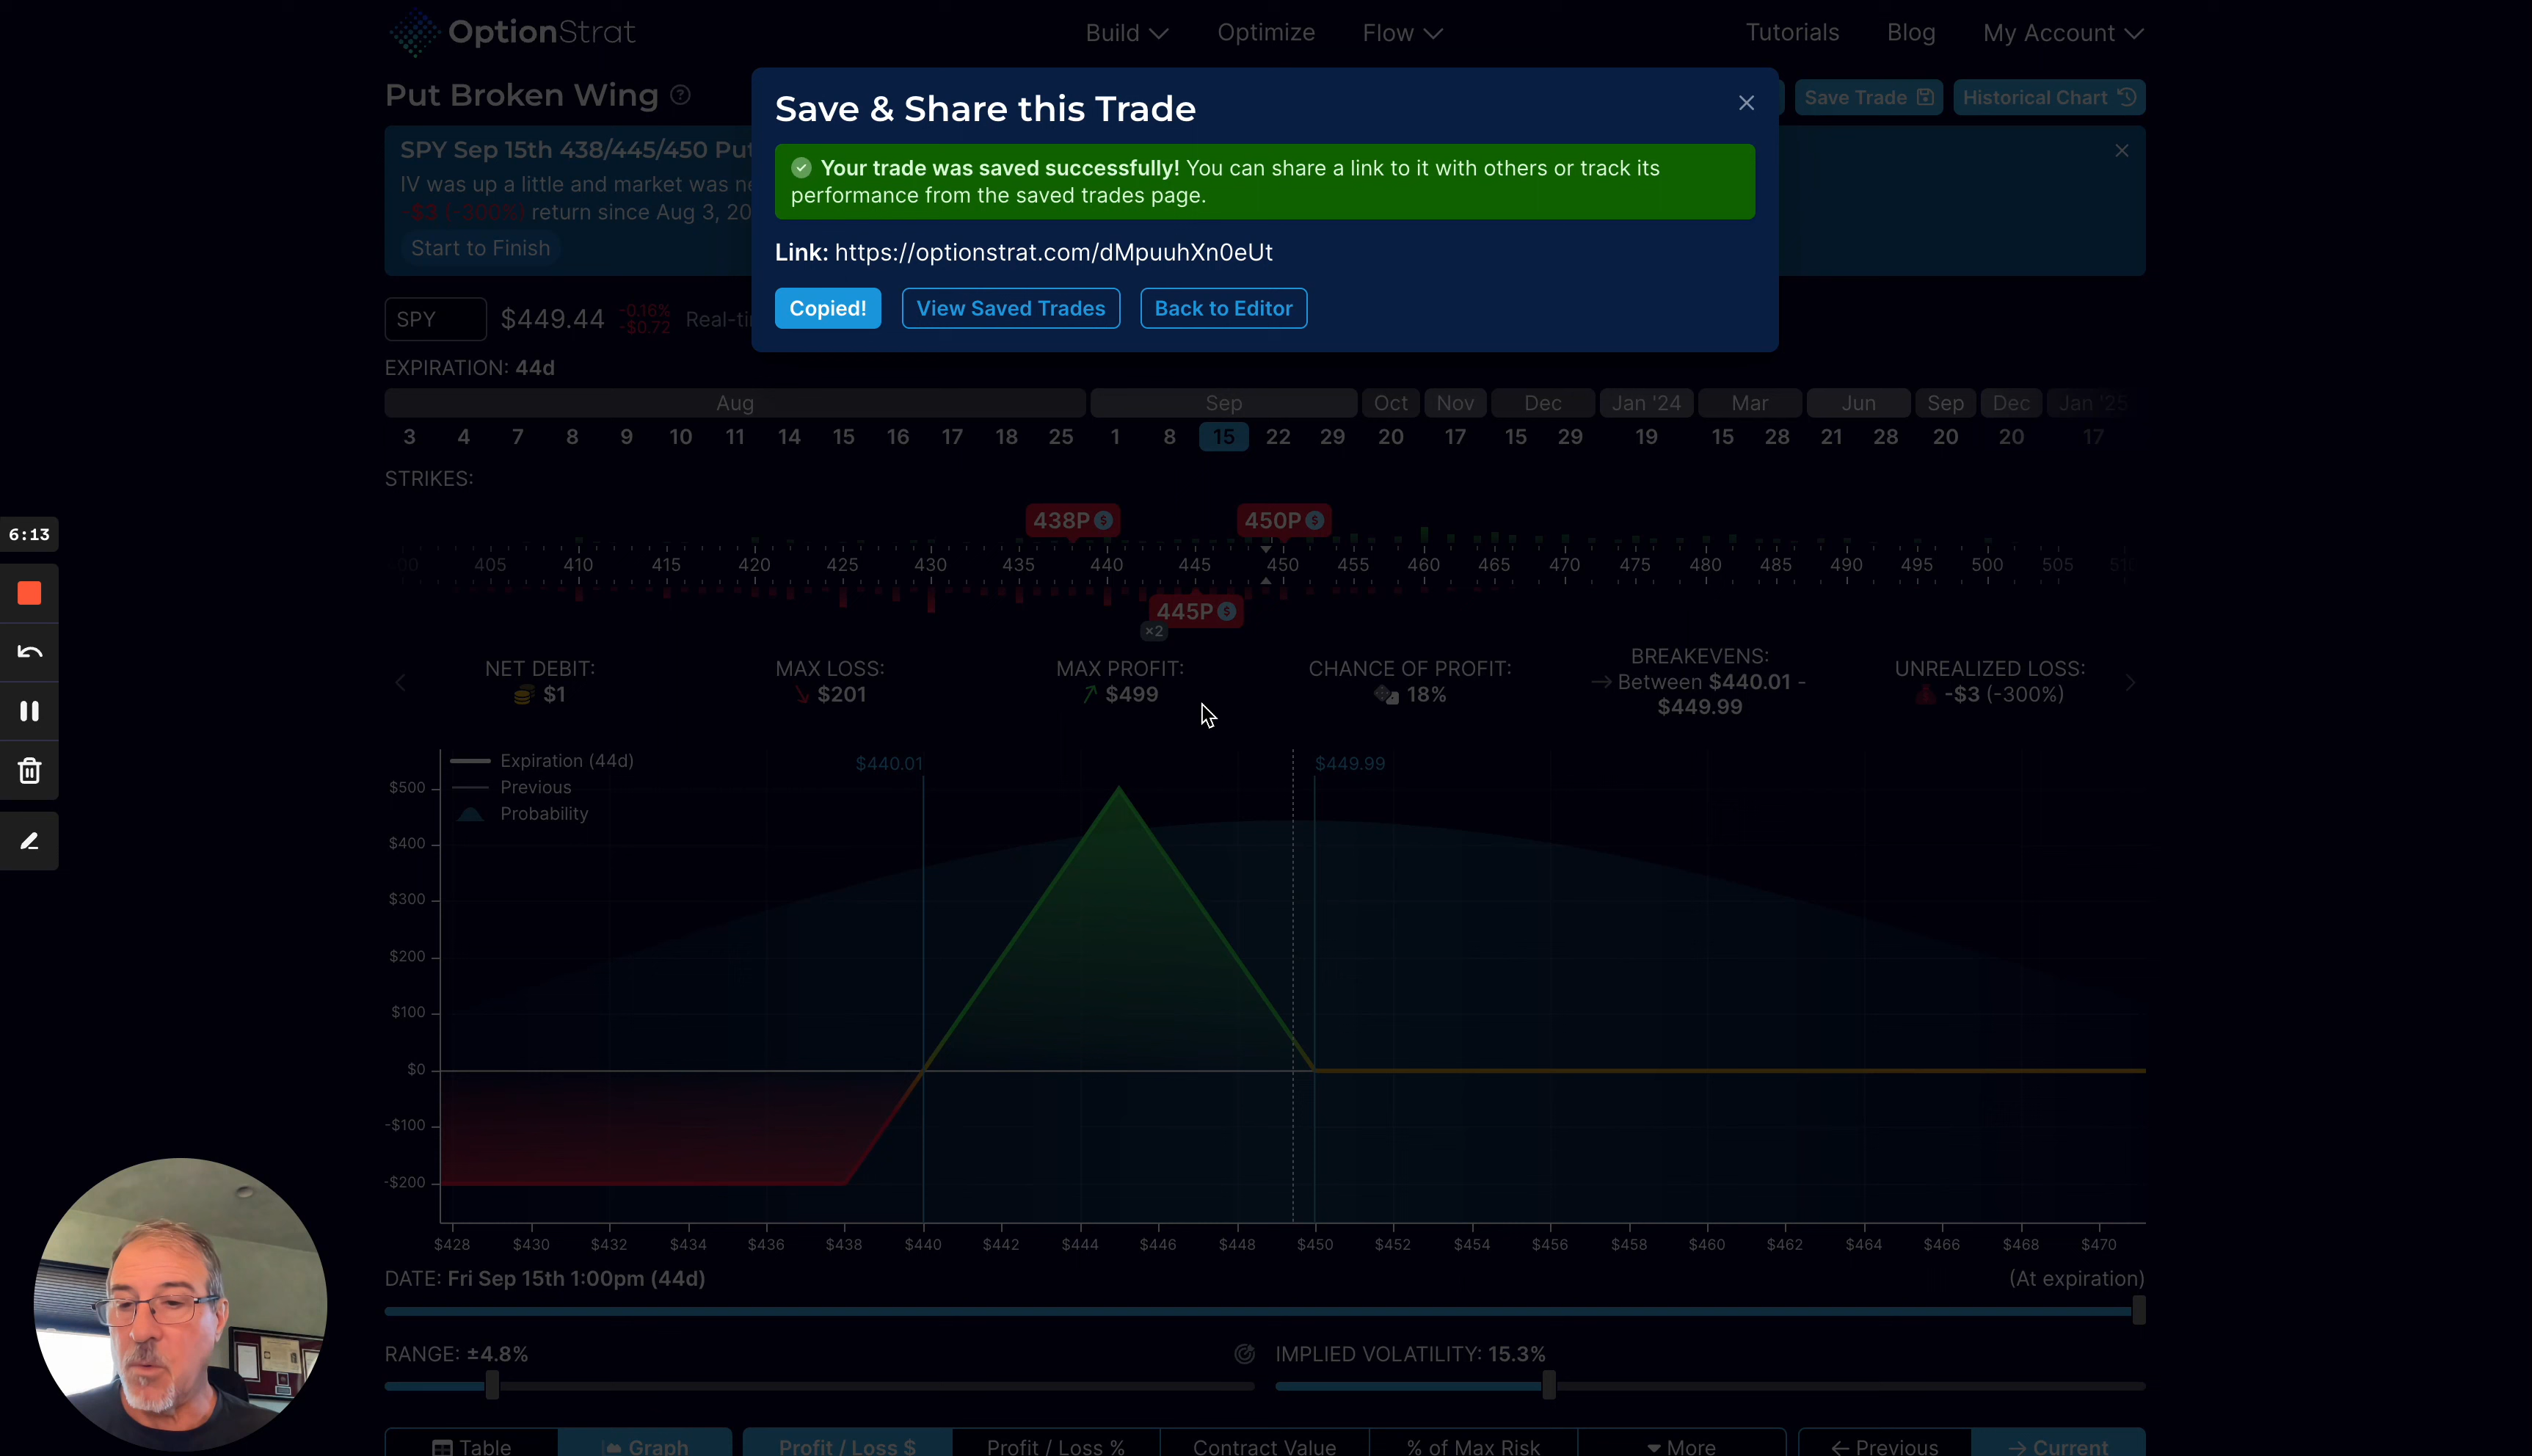 OptionStrat
Build
Optimize
Flow
Tutorials
Blog
My Account
Put Broken Wing
Save Trade
Historical Chart
Save & Share this Trade
Your trade was saved successfully! You can share a link to it with others or track its
performance from the saved trades page.
Link: https://optionstrat.com/dMpuuhXn0eUt
Copied!
View Saved Trades
Back to Editor
SPY Sep 15th 438/445/450
IV was up a little and market was
-$3 (-300%) return since Aug 3,
Start to Finish
SPY
$449.44
-0.16%
-$0.72
EXPIRATION: 44d
Aug Sep Oct Nov Dec Jan '24 Mar Jun Sep Dec Jan '25
3 4 7 8 9 10 11 14 15 16 17 18 25 1 8 15 22 29 20 17 15 29 19 15 28 21 28 20 20 17
STRIKES:
438P
450P
405 410 415 420 425 430 435 440 445 450 455 460 465 470 475 480 485 490 495 500 505
445P
×2
NET DEBIT:
$1
MAX LOSS:
$201
MAX PROFIT:
$499
CHANCE OF PROFIT:
18%
BREAKEVENS:
Between $440.01 -
$449.99
UNREALIZED LOSS:
-$3 (-300%)
6:13
Expiration (44d)
Previous
Probability
$440.01
$449.99
$500
$400
$300
$200
$100
$0
-$100
-$200
$428 $430 $432 $434 $436 $438 $440 $442 $444 $446 $448 $450 $452 $454 $456 $458 $460 $462 $464 $466 $468 $470
DATE: Fri Sep 15th 1:00pm (44d)
(At expiration)
RANGE: ±4.8%
IMPLIED VOLATILITY: 15.3%
Table
Graph
Profit / Loss $
Profit / Loss %
Contract Value
% of Max Risk
More
Previous
Current